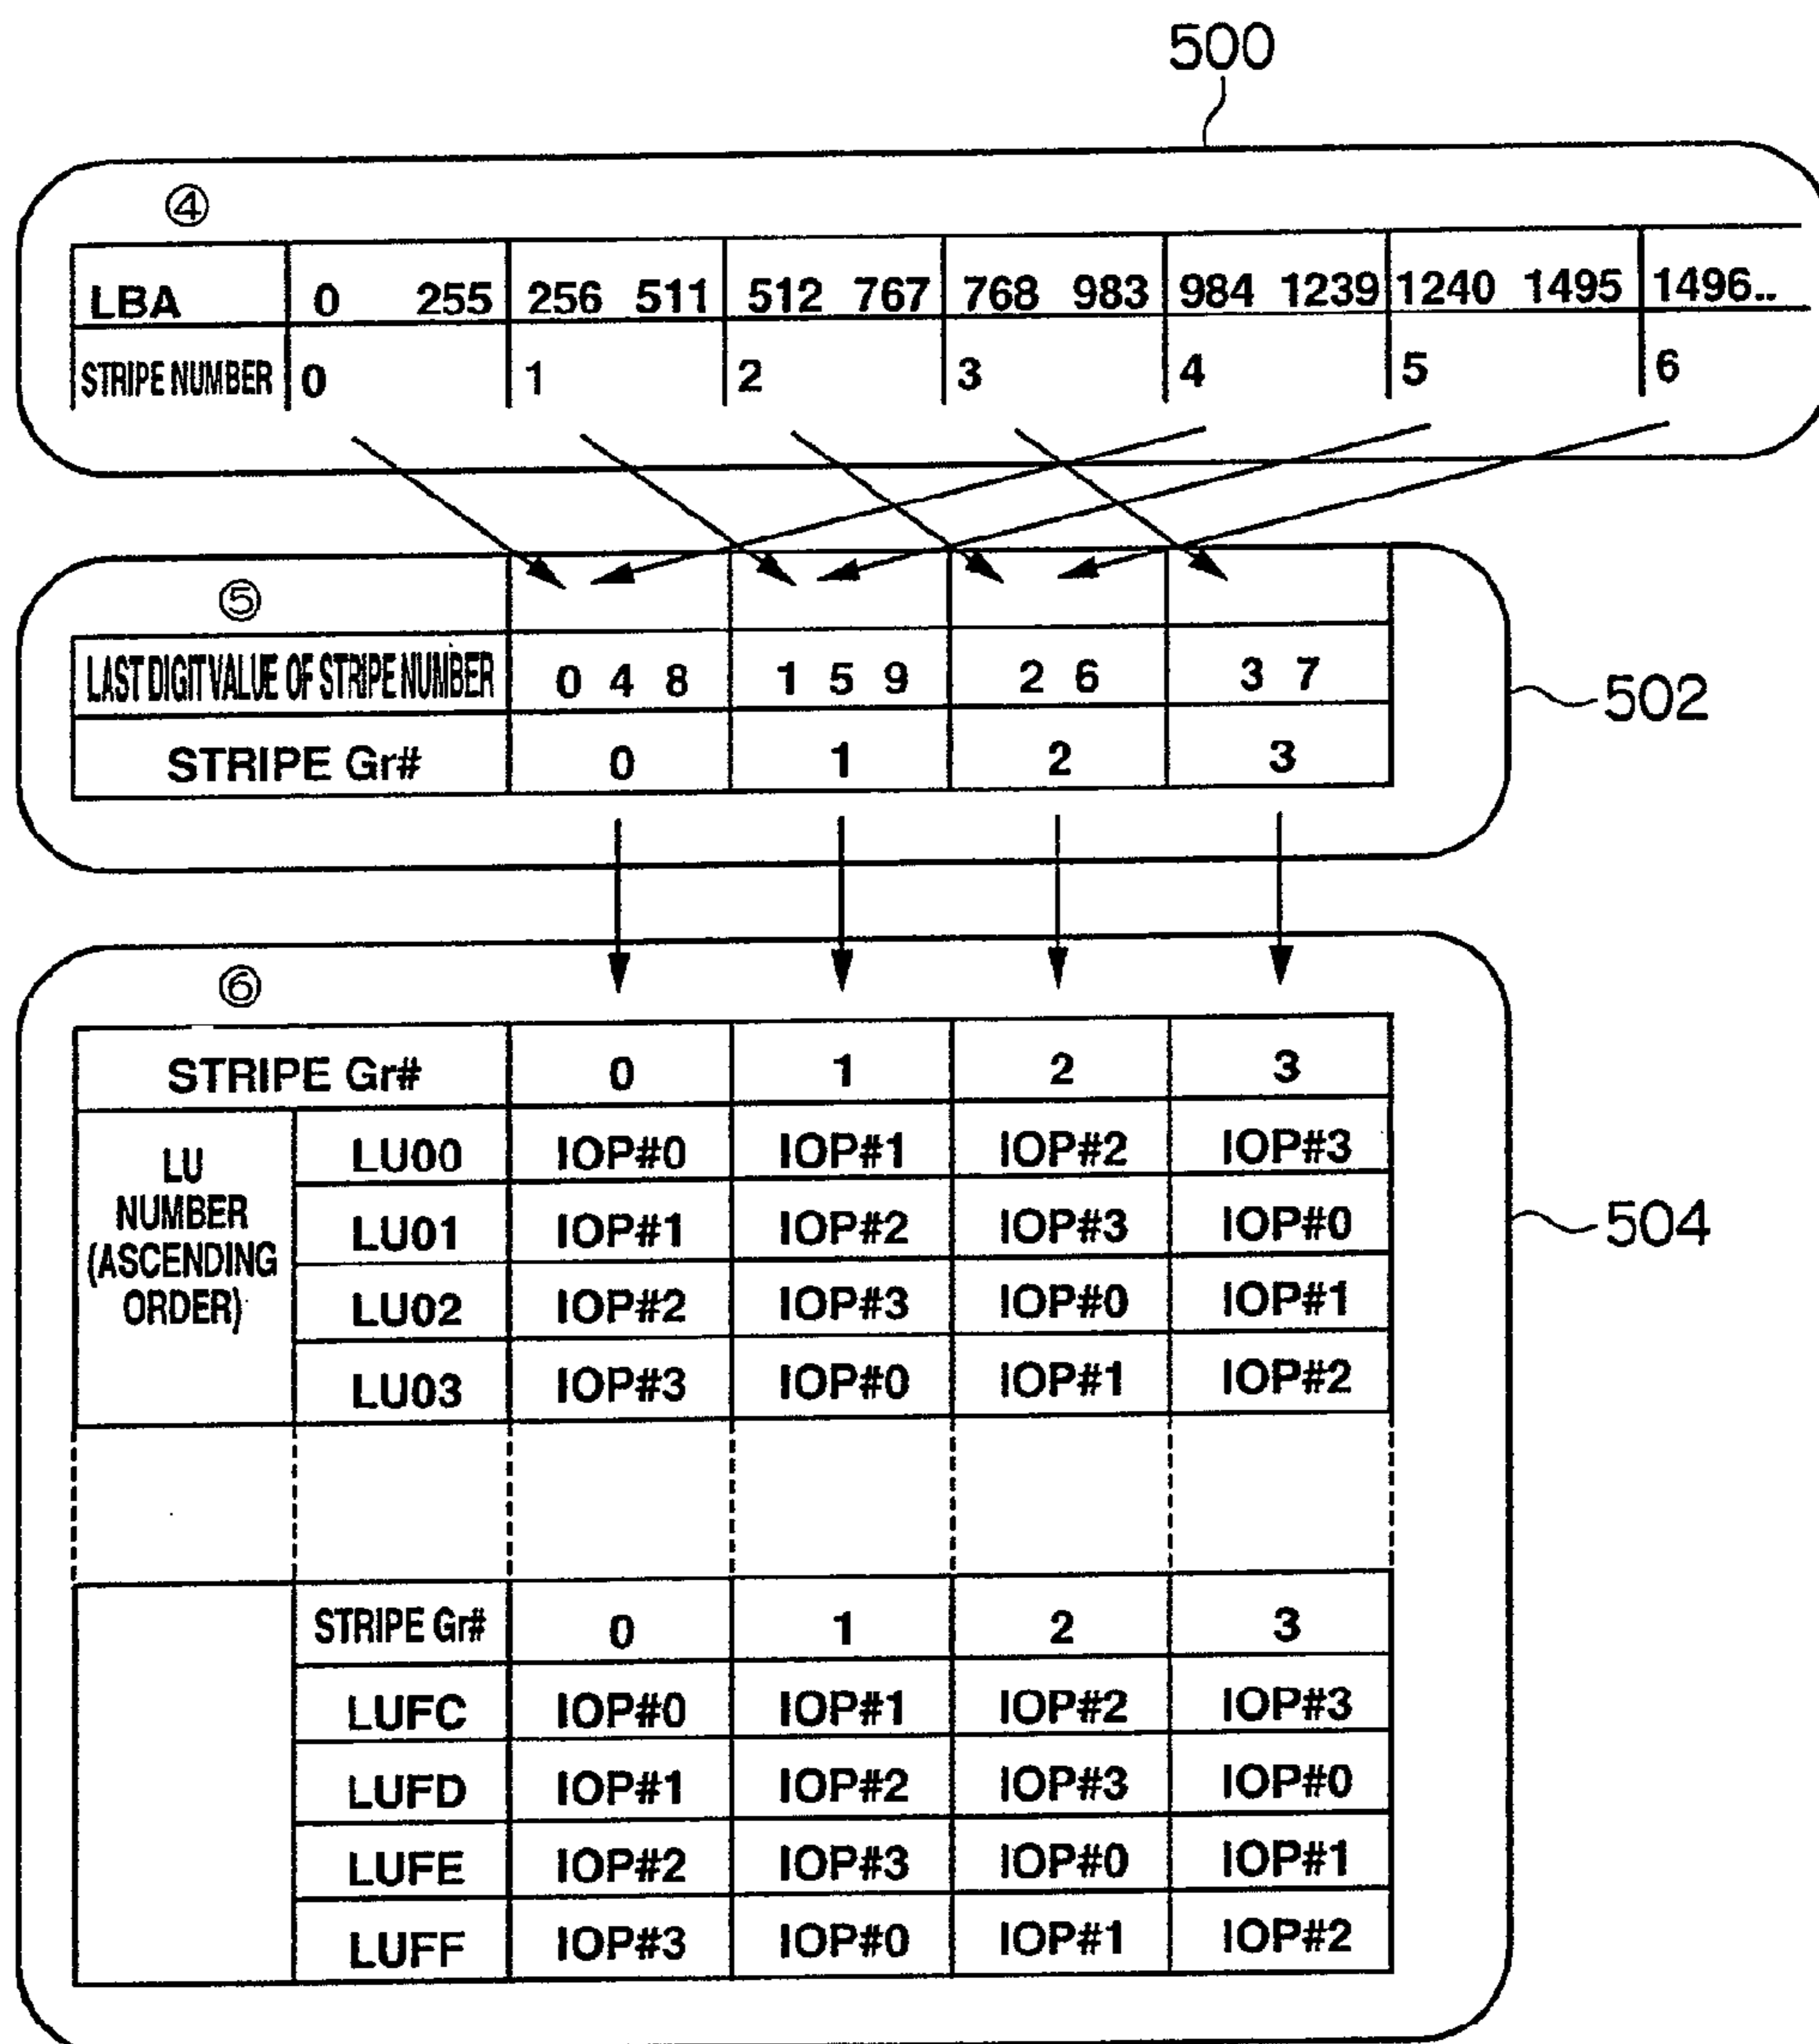 500
④
LBA 0 255 256 511 512 767 768 983 984 1239 1240 1495 1496..
STRIPE NUMBER 0 1 2 3 4 5 6
⑤
LAST DIGIT VALUE OF STRIPE NUMBER 0 4 8 1 5 9 2 6 3 7
STRIPE Gr# 0 1 2 3
502
⑥
STRIPE Gr# 0 1 2 3
LU
NUMBER
(ASCENDING
ORDER)
LU00 IOP#0 IOP#1 IOP#2 IOP#3
LU01 IOP#1 IOP#2 IOP#3 IOP#0
LU02 IOP#2 IOP#3 IOP#0 IOP#1
LU03 IOP#3 IOP#0 IOP#1 IOP#2
504
STRIPE Gr# 0 1 2 3
LUFC IOP#0 IOP#1 IOP#2 IOP#3
LUFD IOP#1 IOP#2 IOP#3 IOP#0
LUFE IOP#2 IOP#3 IOP#0 IOP#1
LUFF IOP#3 IOP#0 IOP#1 IOP#2